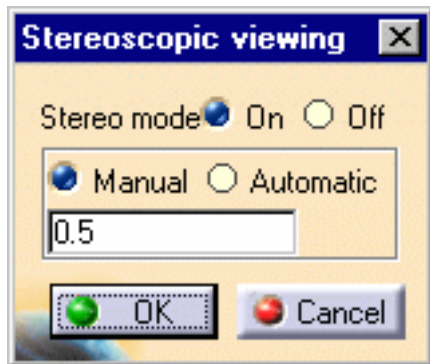 Stereoscopic viewing
Stereo mode On Off
Manual Automatic
0.5
OK Cancel